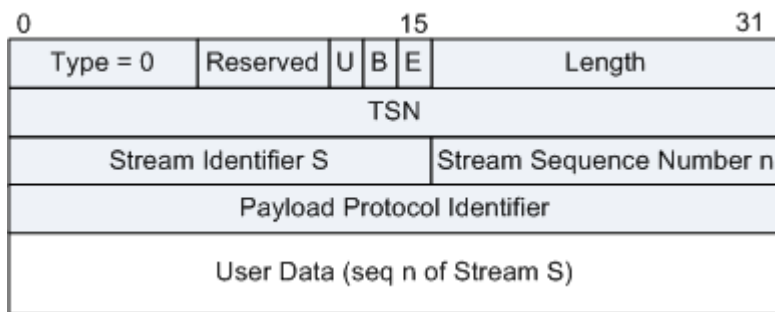 0 15 31
Type = 0 Reserved U B E Length
TSN
Stream Identifier S Stream Sequence Number n
Payload Protocol Identifier
User Data (seq n of Stream S)